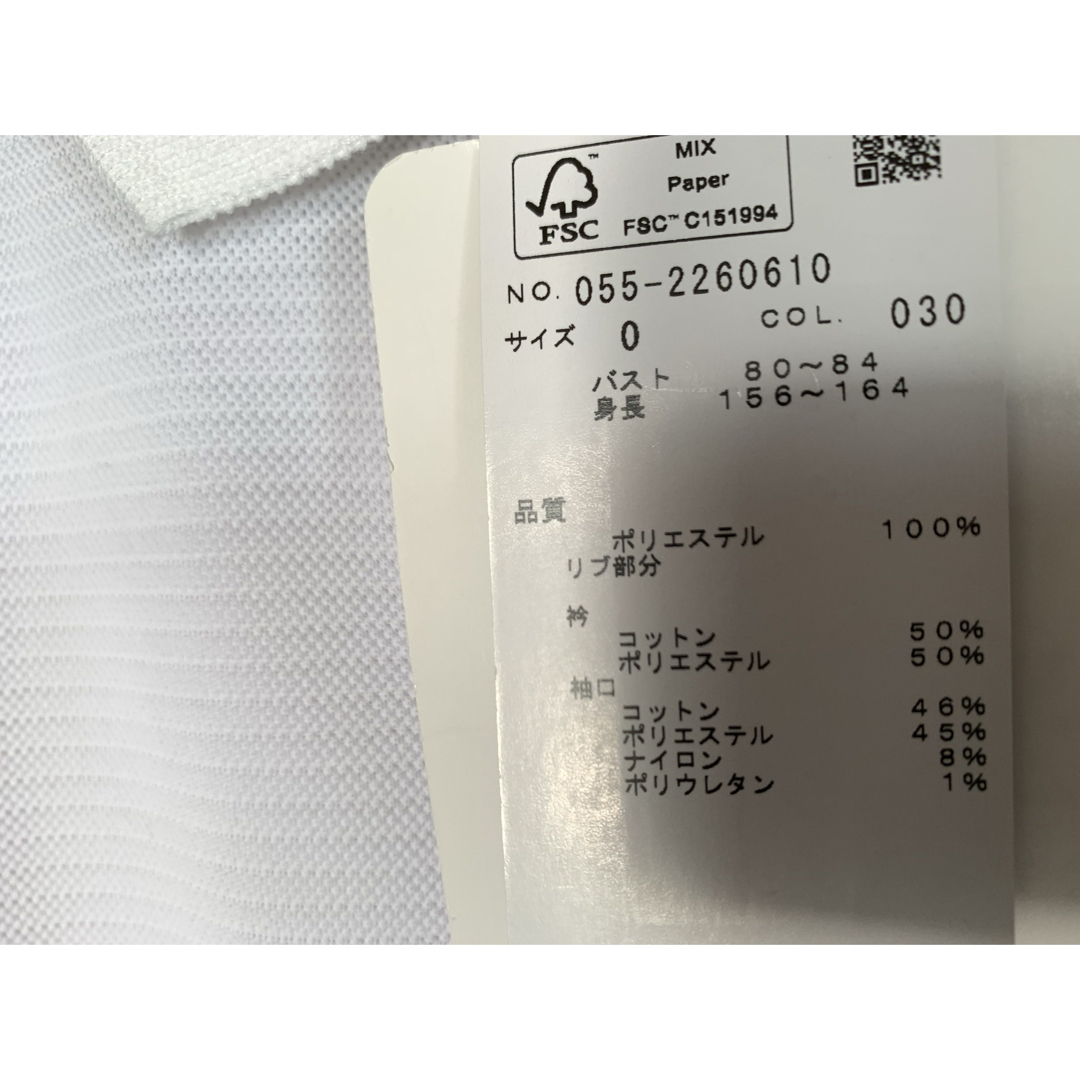 MIX
Paper
FSC™ C151994
FSC™
NO. 055-2260610
サイズ 0 COL. 030
バスト 80~84
身長 156~164
品質
ポリエステル 100%
リブ部分
衿
コットン 50%
ポリエステル 50%
袖口
コットン 46%
ポリエステル 45%
ナイロン 8%
ポリウレタン 1%